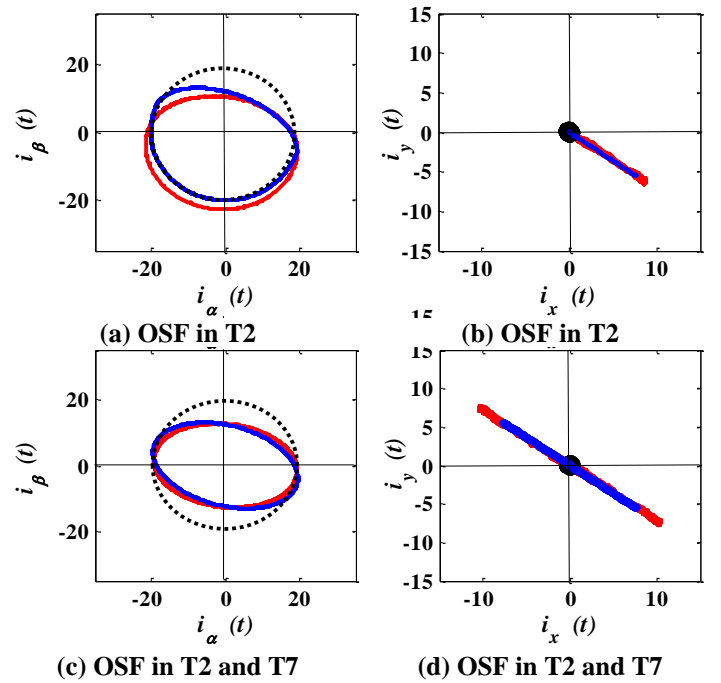 20
0
-20
i_β (t)
-20 0 20
i_α (t)
(a) OSF in T2
15
10
5
0
-5
-10
-15
i_y (t)
-10 0 10
i_x (t)
(b) OSF in T2
20
0
-20
i_β (t)
-20 0 20
i_α (t)
(c) OSF in T2 and T7
15
15
10
5
0
-5
-10
-15
i_y (t)
-10 0 10
i_x (t)
(d) OSF in T2 and T7